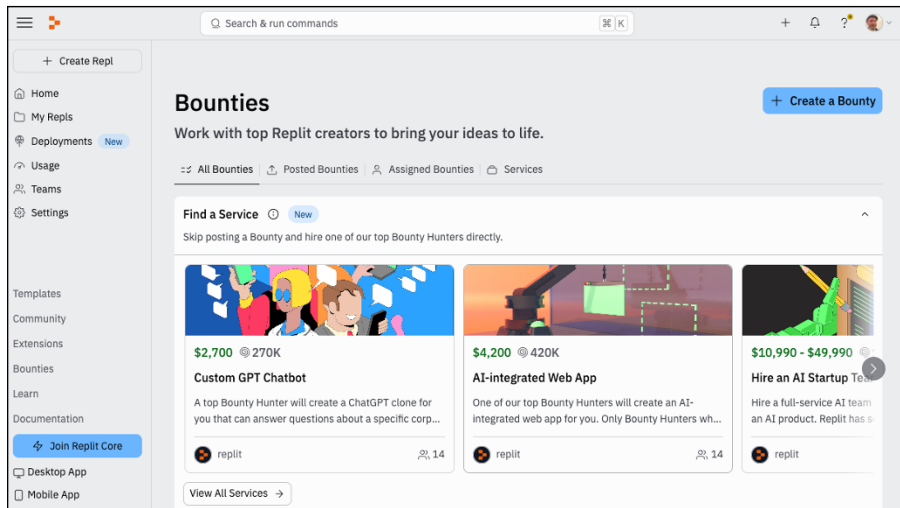 Search & run commands
⌘ K
?
Create Repl
Home
My Repls
Deployments New
Usage
Teams
Settings
Templates
Community
Extensions
Bounties
Learn
Documentation
Join Replit Core
Desktop App
Mobile App
Bounties
+ Create a Bounty
Work with top Replit creators to bring your ideas to life.
All Bounties Posted Bounties Assigned Bounties Services
Find a Service New
Skip posting a Bounty and hire one of our top Bounty Hunters directly.
$2,700 270K
Custom GPT Chatbot
A top Bounty Hunter will create a ChatGPT clone for
you that can answer questions about a specific corp...
replit 14
$4,200 420K
AI-integrated Web App
One of our top Bounty Hunters will create an AI-
integrated web app for you. Only Bounty Hunters wh...
replit 14
$10,990 - $49,990
Hire an AI Startup Team
Hire a full-service AI team
an AI product. Replit has s
replit
View All Services →